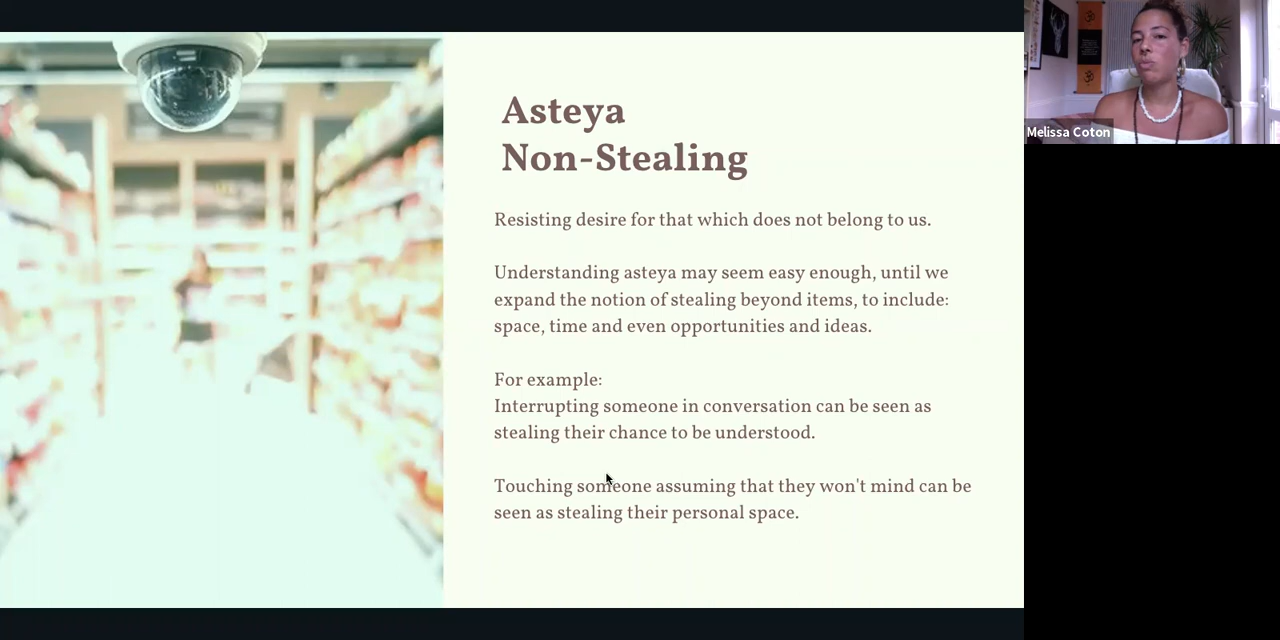 Asteya
Non-Stealing
Resisting desire for that which does not belong to us.
Understanding asteya may seem easy enough, until we
expand the notion of stealing beyond items, to include:
space, time and even opportunities and ideas.
For example:
Interrupting someone in conversation can be seen as
stealing their chance to be understood.
Touching someone assuming that they won't mind can be
seen as stealing their personal space.
Melissa Coton